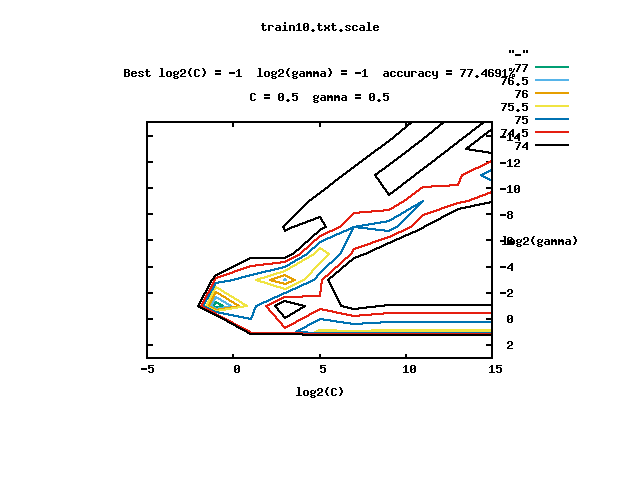 train10.txt.scale
"-"
Best log2(C) = -1 log2(gamma) = -1 accuracy = 77.4691%
77
76.5
76
C = 0.5 gamma = 0.5
75.5
75
74.5
-14
74
-12
-10
-8
-6
log2(gamma)
-4
-2
0
2
-5 0 5 10 15
log2(C)